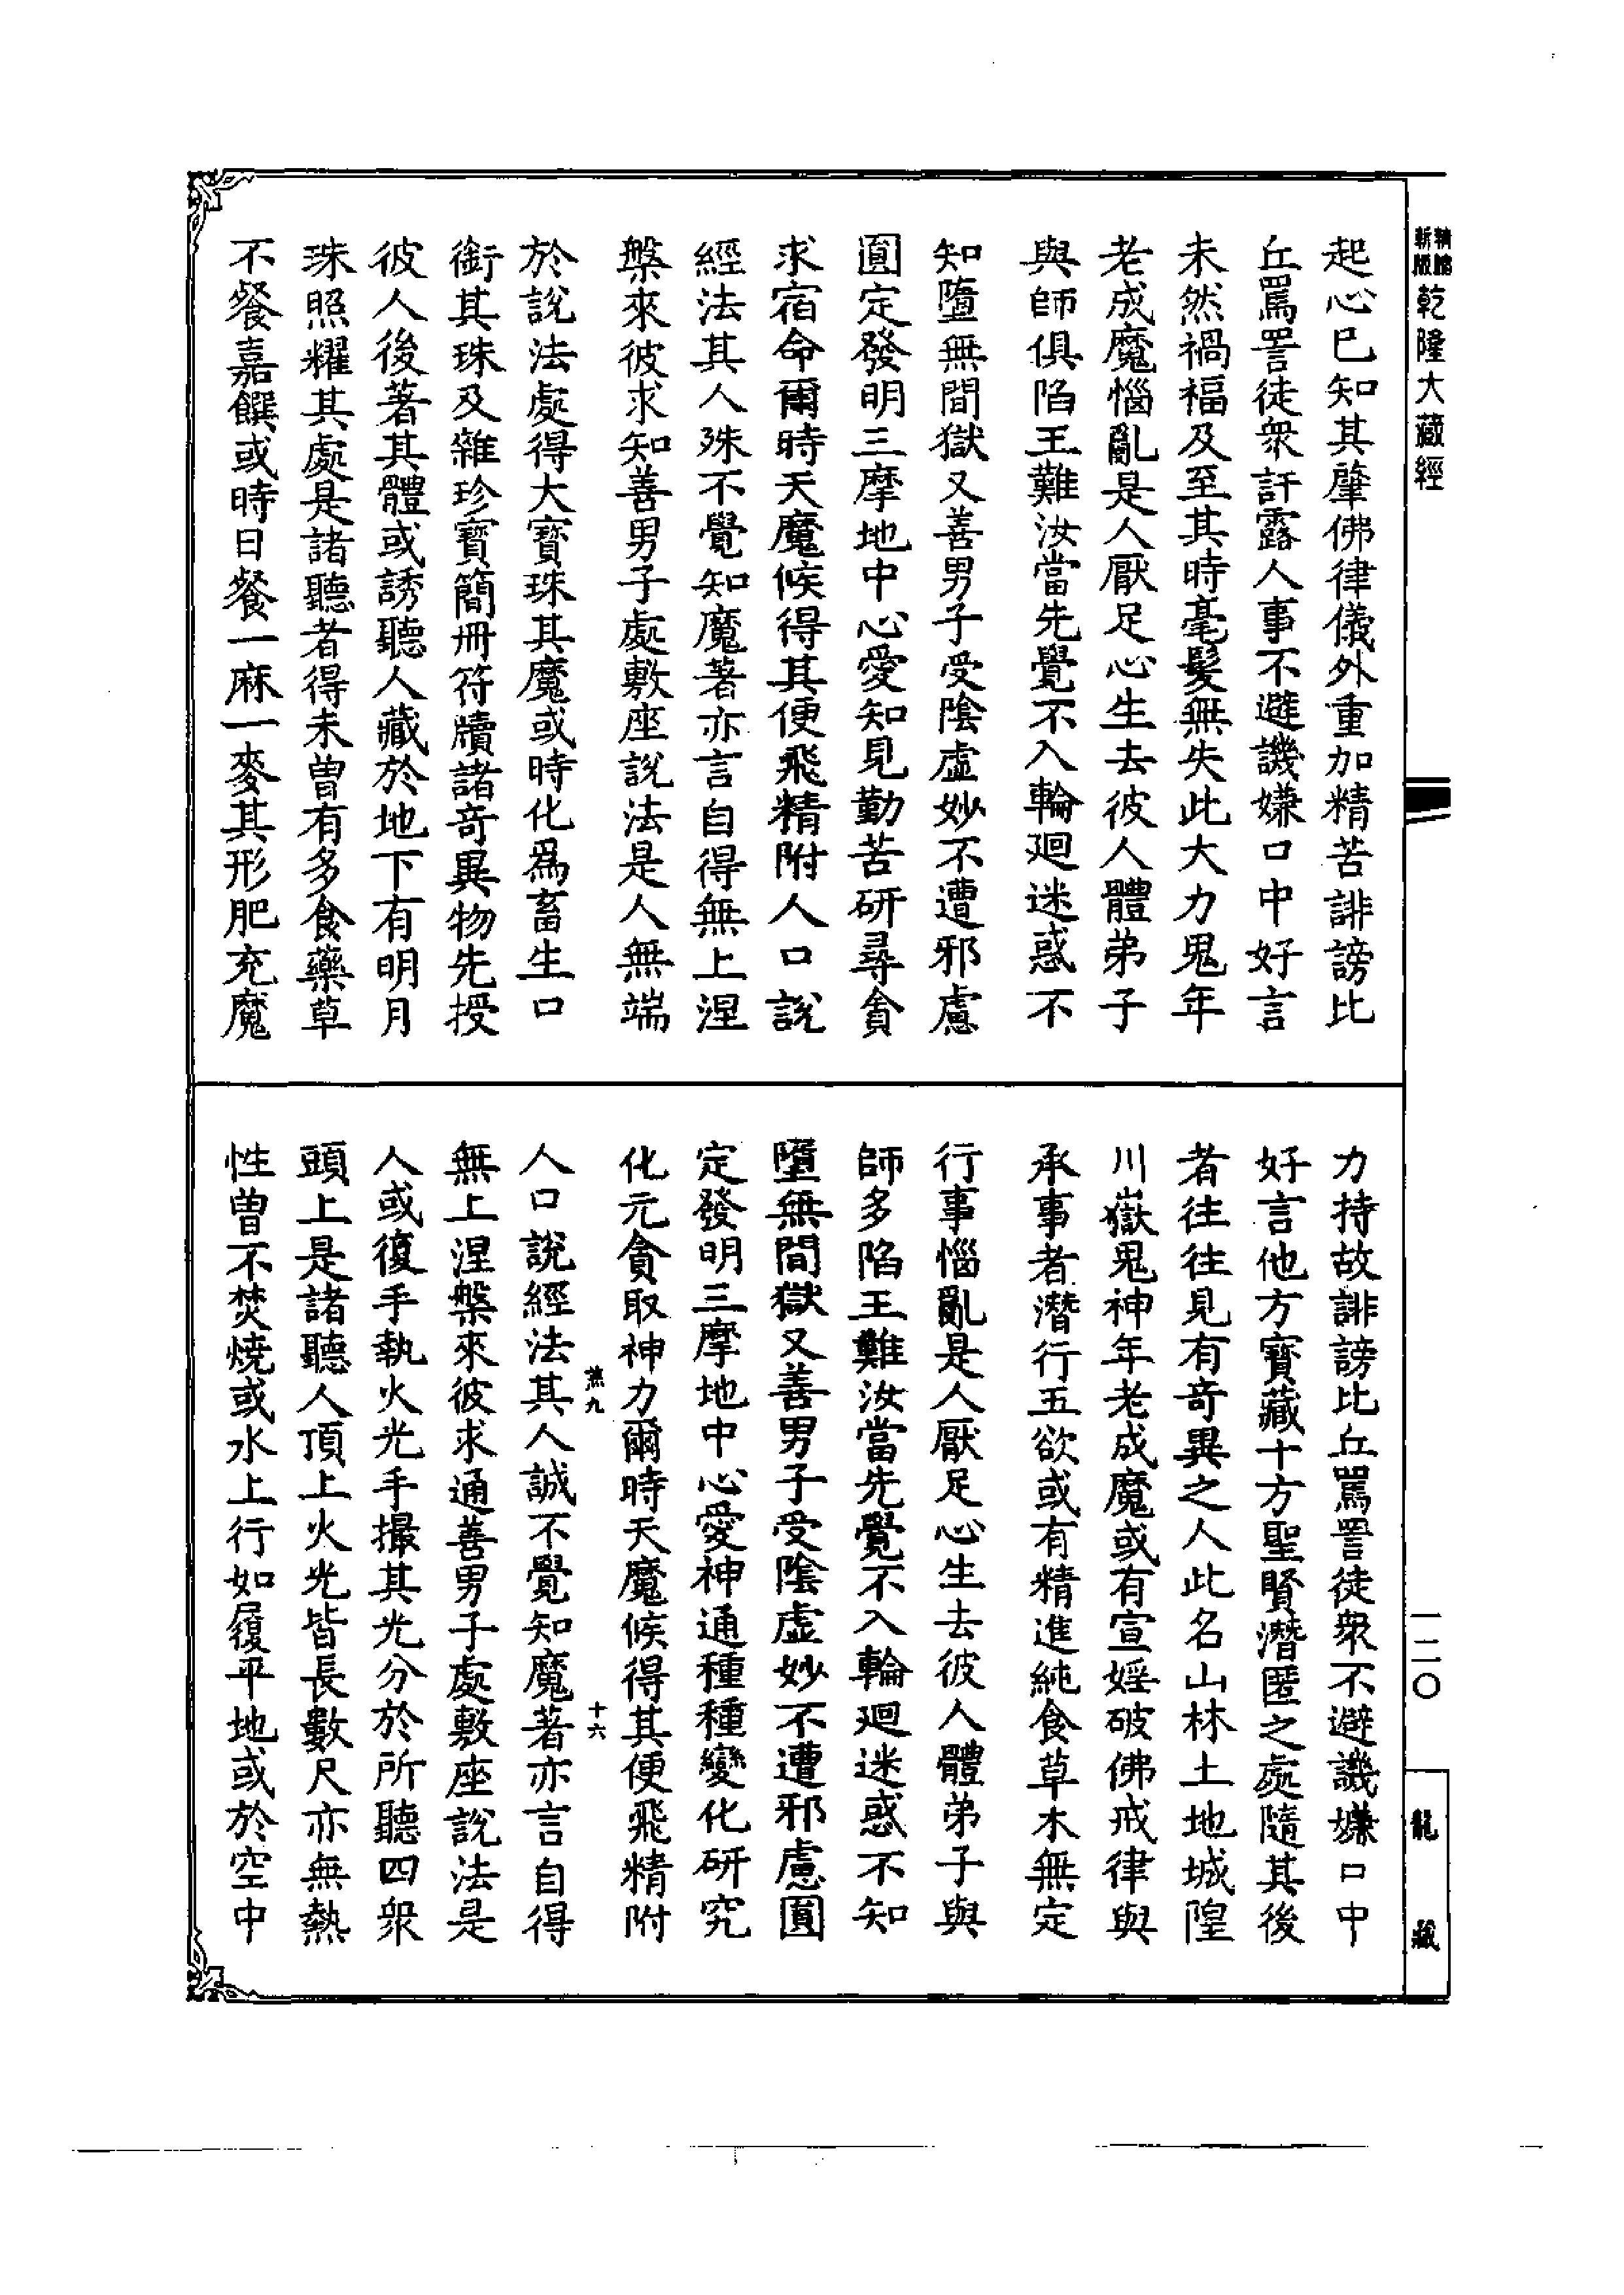 乾隆大藏經
起心已知其肇佛律儀外重加精苦誹謗比
丘罵詈徒衆訐露人事不避譏嫌口中好言
未然禍福及至其時毫髮無失此大力鬼年
老成魔惱亂是人厭足心生去彼人體弟子
與師俱陷王難汝當先覺不入輪迴迷惑不
知墮無間獄又善男子受陰虛妙不遭邪慮
圓定發明三摩地中心愛知見勤苦研尋貪
求宿命爾時天魔候得其便飛精附人口說
經法其人殊不覺知魔著亦言自得無上涅
槃來彼求知善男子處敷座說法是人無端
於說法處得大寶珠其魔或時化為畜生口
銜其珠及雜珍寶簡冊符牘諸奇異物先授
彼人後著其體或誘聽人藏於地下有明月
珠照耀其處是諸聽者得未曾有多食藥草
不餐嘉饌或時日餐一麻一麥其形肥充魔
力持故誹謗比丘罵詈徒衆不避譏嫌口中
好言他方寶藏十方聖賢潛匿之處隨其後
者往往見有奇異之人此名山林土地城隍
川嶽鬼神年老成魔或有宣婬破佛戒律與
承事者潛行五欲或有精進純食草木無定
行事惱亂是人厭足心生去彼人體弟子與
師多陷王難汝當先覺不入輪迴迷惑不知
墮無間獄又善男子受陰虛妙不遭邪慮圓
定發明三摩地中心愛神通種種變化研究
化元貪取神力爾時天魔候得其便飛精附
人口說經法其人誠不覺知魔著亦言自得
無上涅槃來彼求通善男子處敷座說法是
人或復手執火光手撮其光分於所聽四衆
頭上是諸聽人頂上火光皆長數尺亦無熱
性曾不焚燒或水上行如履平地或於空中
十六
一二〇
龍藏